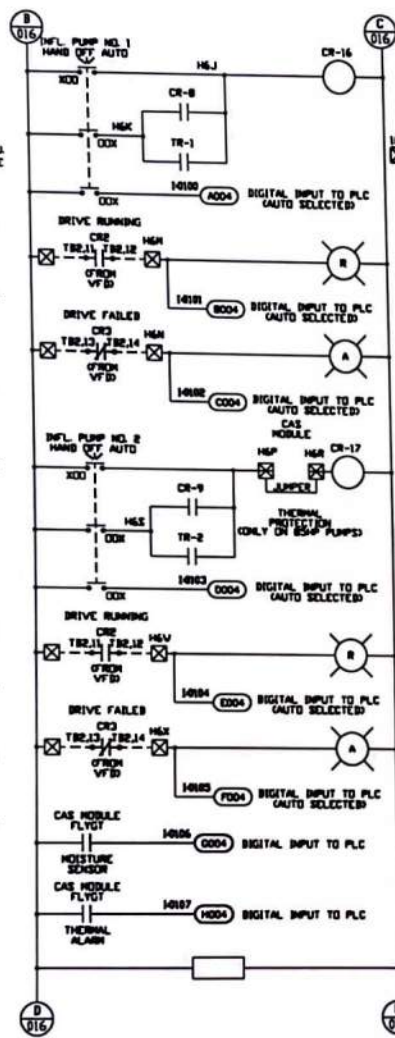 B
016
C
016
INFL. PUMP NO. 1
HAND OFF AUTO
XOO
H6J
CR-16
OOX
H6K
CR-8
TR-1
OOX
I-0100
A004
DIGITAL INPUT TO PLC
(AUTO SELECTED)
DRIVE RUNNING
CR2
TB2,11 TB2,12
H6M
(FROM
VFD)
R
I-0101
B004
DIGITAL INPUT TO PLC
(AUTO SELECTED)
DRIVE FAILED
CR3
TB2,13 TB2,14
H6N
(FROM
VFD)
A
I-0102
C004
DIGITAL INPUT TO PLC
(AUTO SELECTED)
INFL. PUMP NO. 2
HAND OFF AUTO
XOO
CAS
MODULE
H6P
H6R
CR-17
JUMPER
THERMAL
PROTECTION
(ONLY ON 85HP PUMPS)
OOX
H6S
CR-9
TR-2
OOX
I-0103
D004
DIGITAL INPUT TO PLC
(AUTO SELECTED)
DRIVE RUNNING
CR2
TB2,11 TB2,12
H6W
(FROM
VFD)
R
I-0104
E004
DIGITAL INPUT TO PLC
(AUTO SELECTED)
DRIVE FAILED
CR3
TB2,13 TB2,14
H6X
(FROM
VFD)
A
I-0105
F004
DIGITAL INPUT TO PLC
(AUTO SELECTED)
CAS MODULE
FLYGT
MOISTURE
SENSOR
I-0106
G004
DIGITAL INPUT TO PLC
CAS MODULE
FLYGT
THERMAL
ALARM
I-0107
H004
DIGITAL INPUT TO PLC
D
016